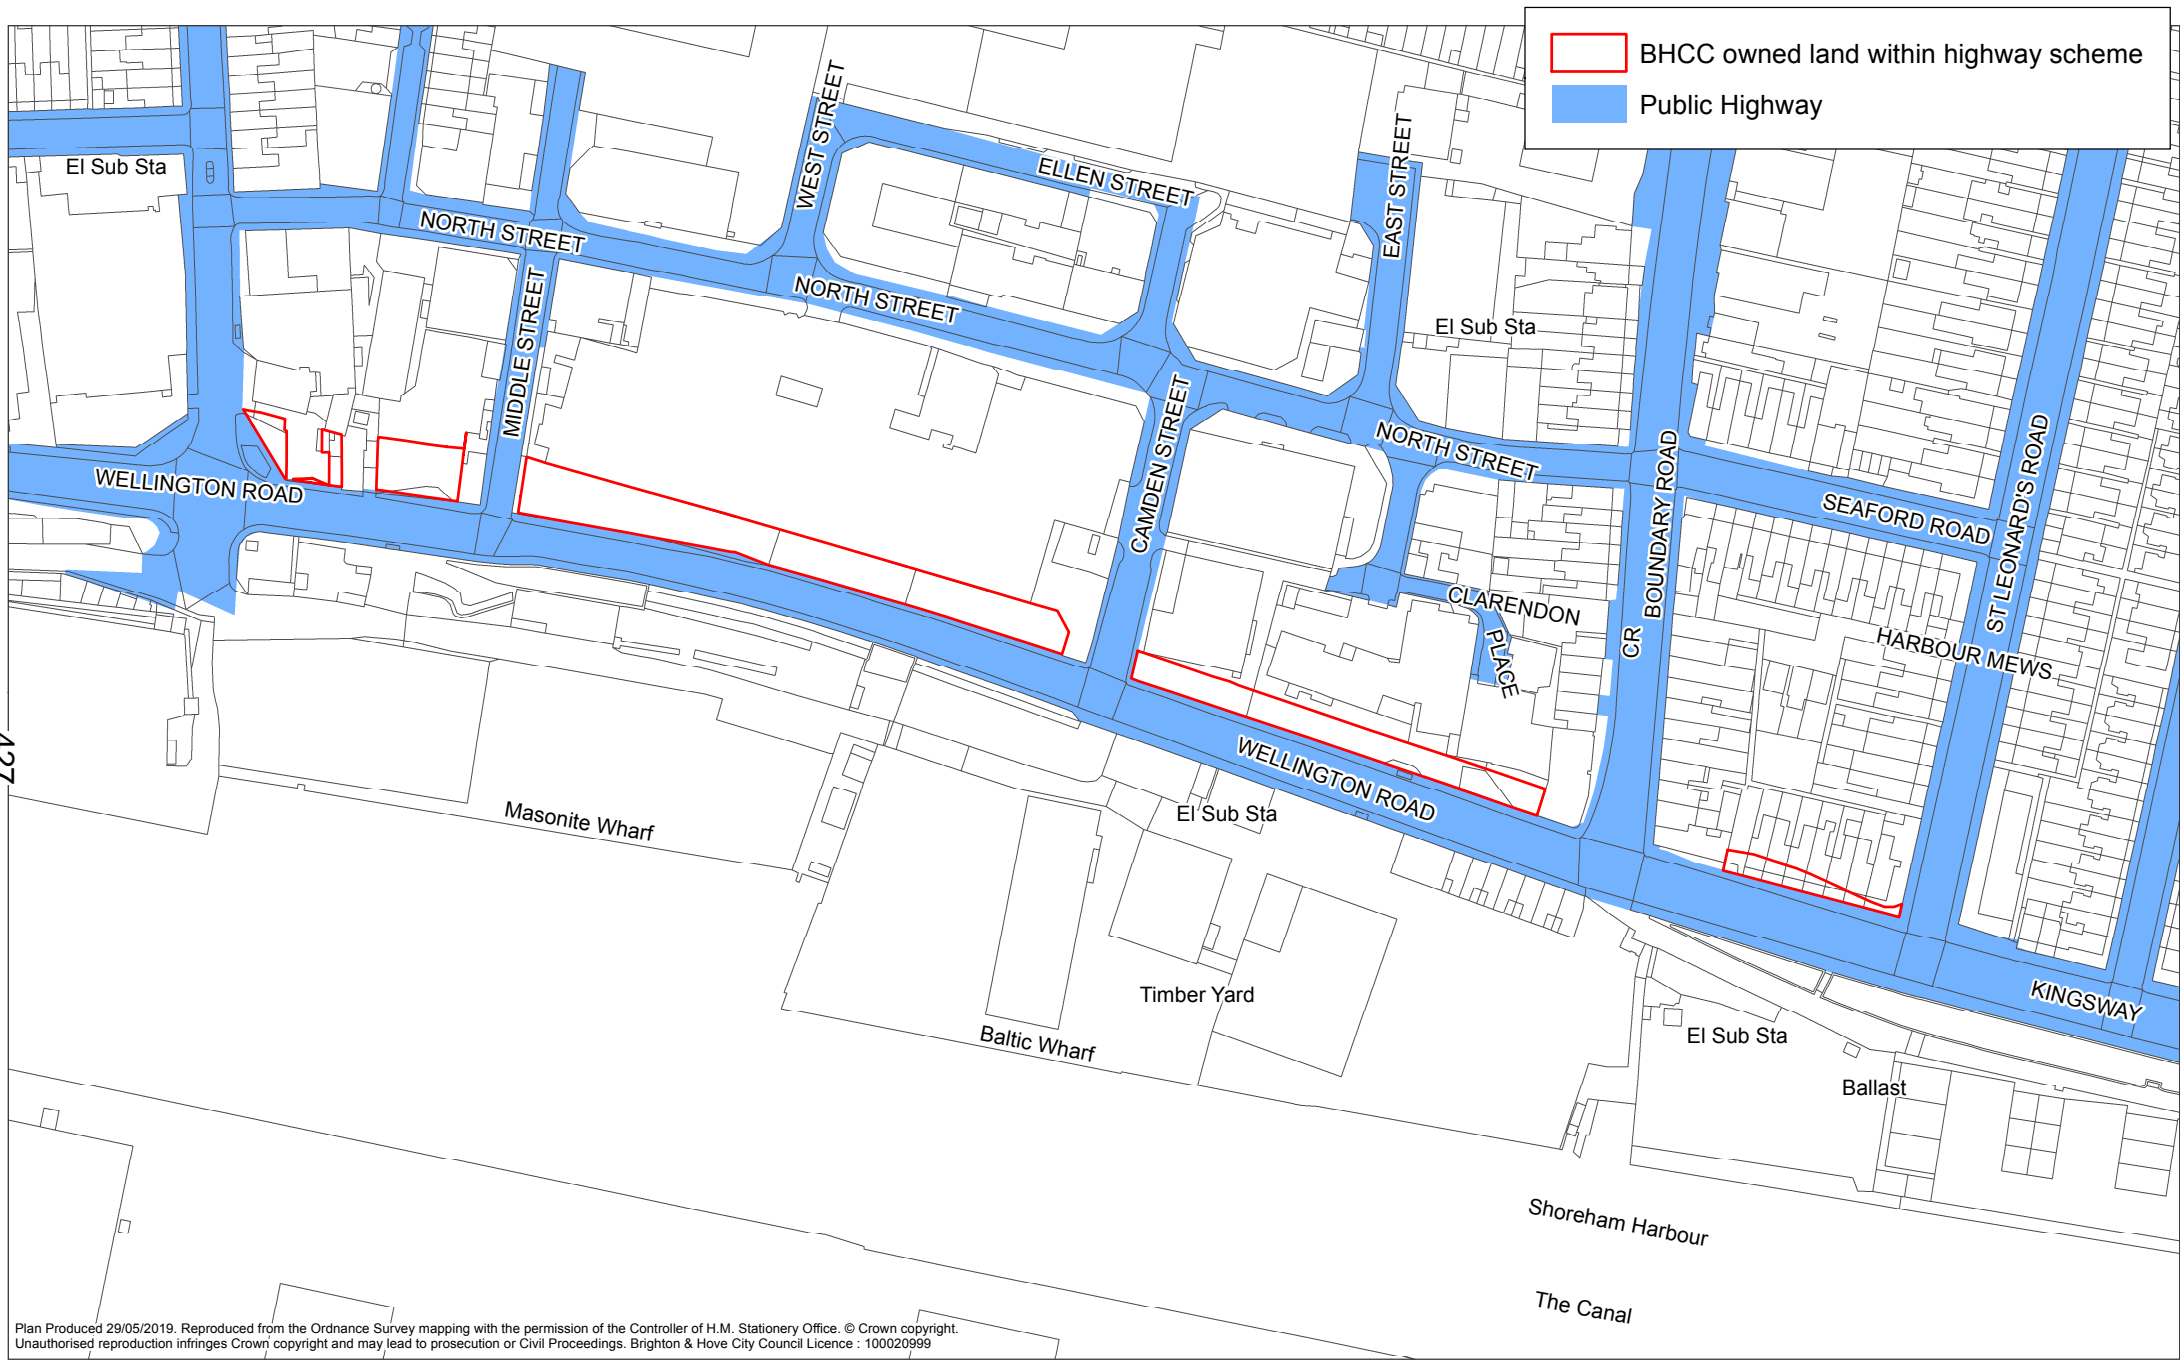 BHCC owned land within highway scheme
Public Highway
El Sub Sta
WEST STREET
ELLEN STREET
EAST STREET
NORTH STREET
MIDDLE STREET
NORTH STREET
El Sub Sta
CAMDEN STREET
NORTH STREET
BOUNDARY ROAD
CR
SEAFORD ROAD
ST LEONARD'S ROAD
WELLINGTON ROAD
CLARENDON
PLACE
HARBOUR MEWS
A27
WELLINGTON ROAD
Masonite Wharf
El Sub Sta
Timber Yard
Baltic Wharf
KINGSWAY
El Sub Sta
Ballast
Shoreham Harbour
The Canal
Plan Produced 29/05/2019. Reproduced from the Ordnance Survey mapping with the permission of the Controller of H.M. Stationery Office. © Crown copyright.
Unauthorised reproduction infringes Crown copyright and may lead to prosecution or Civil Proceedings. Brighton & Hove City Council Licence : 100020999